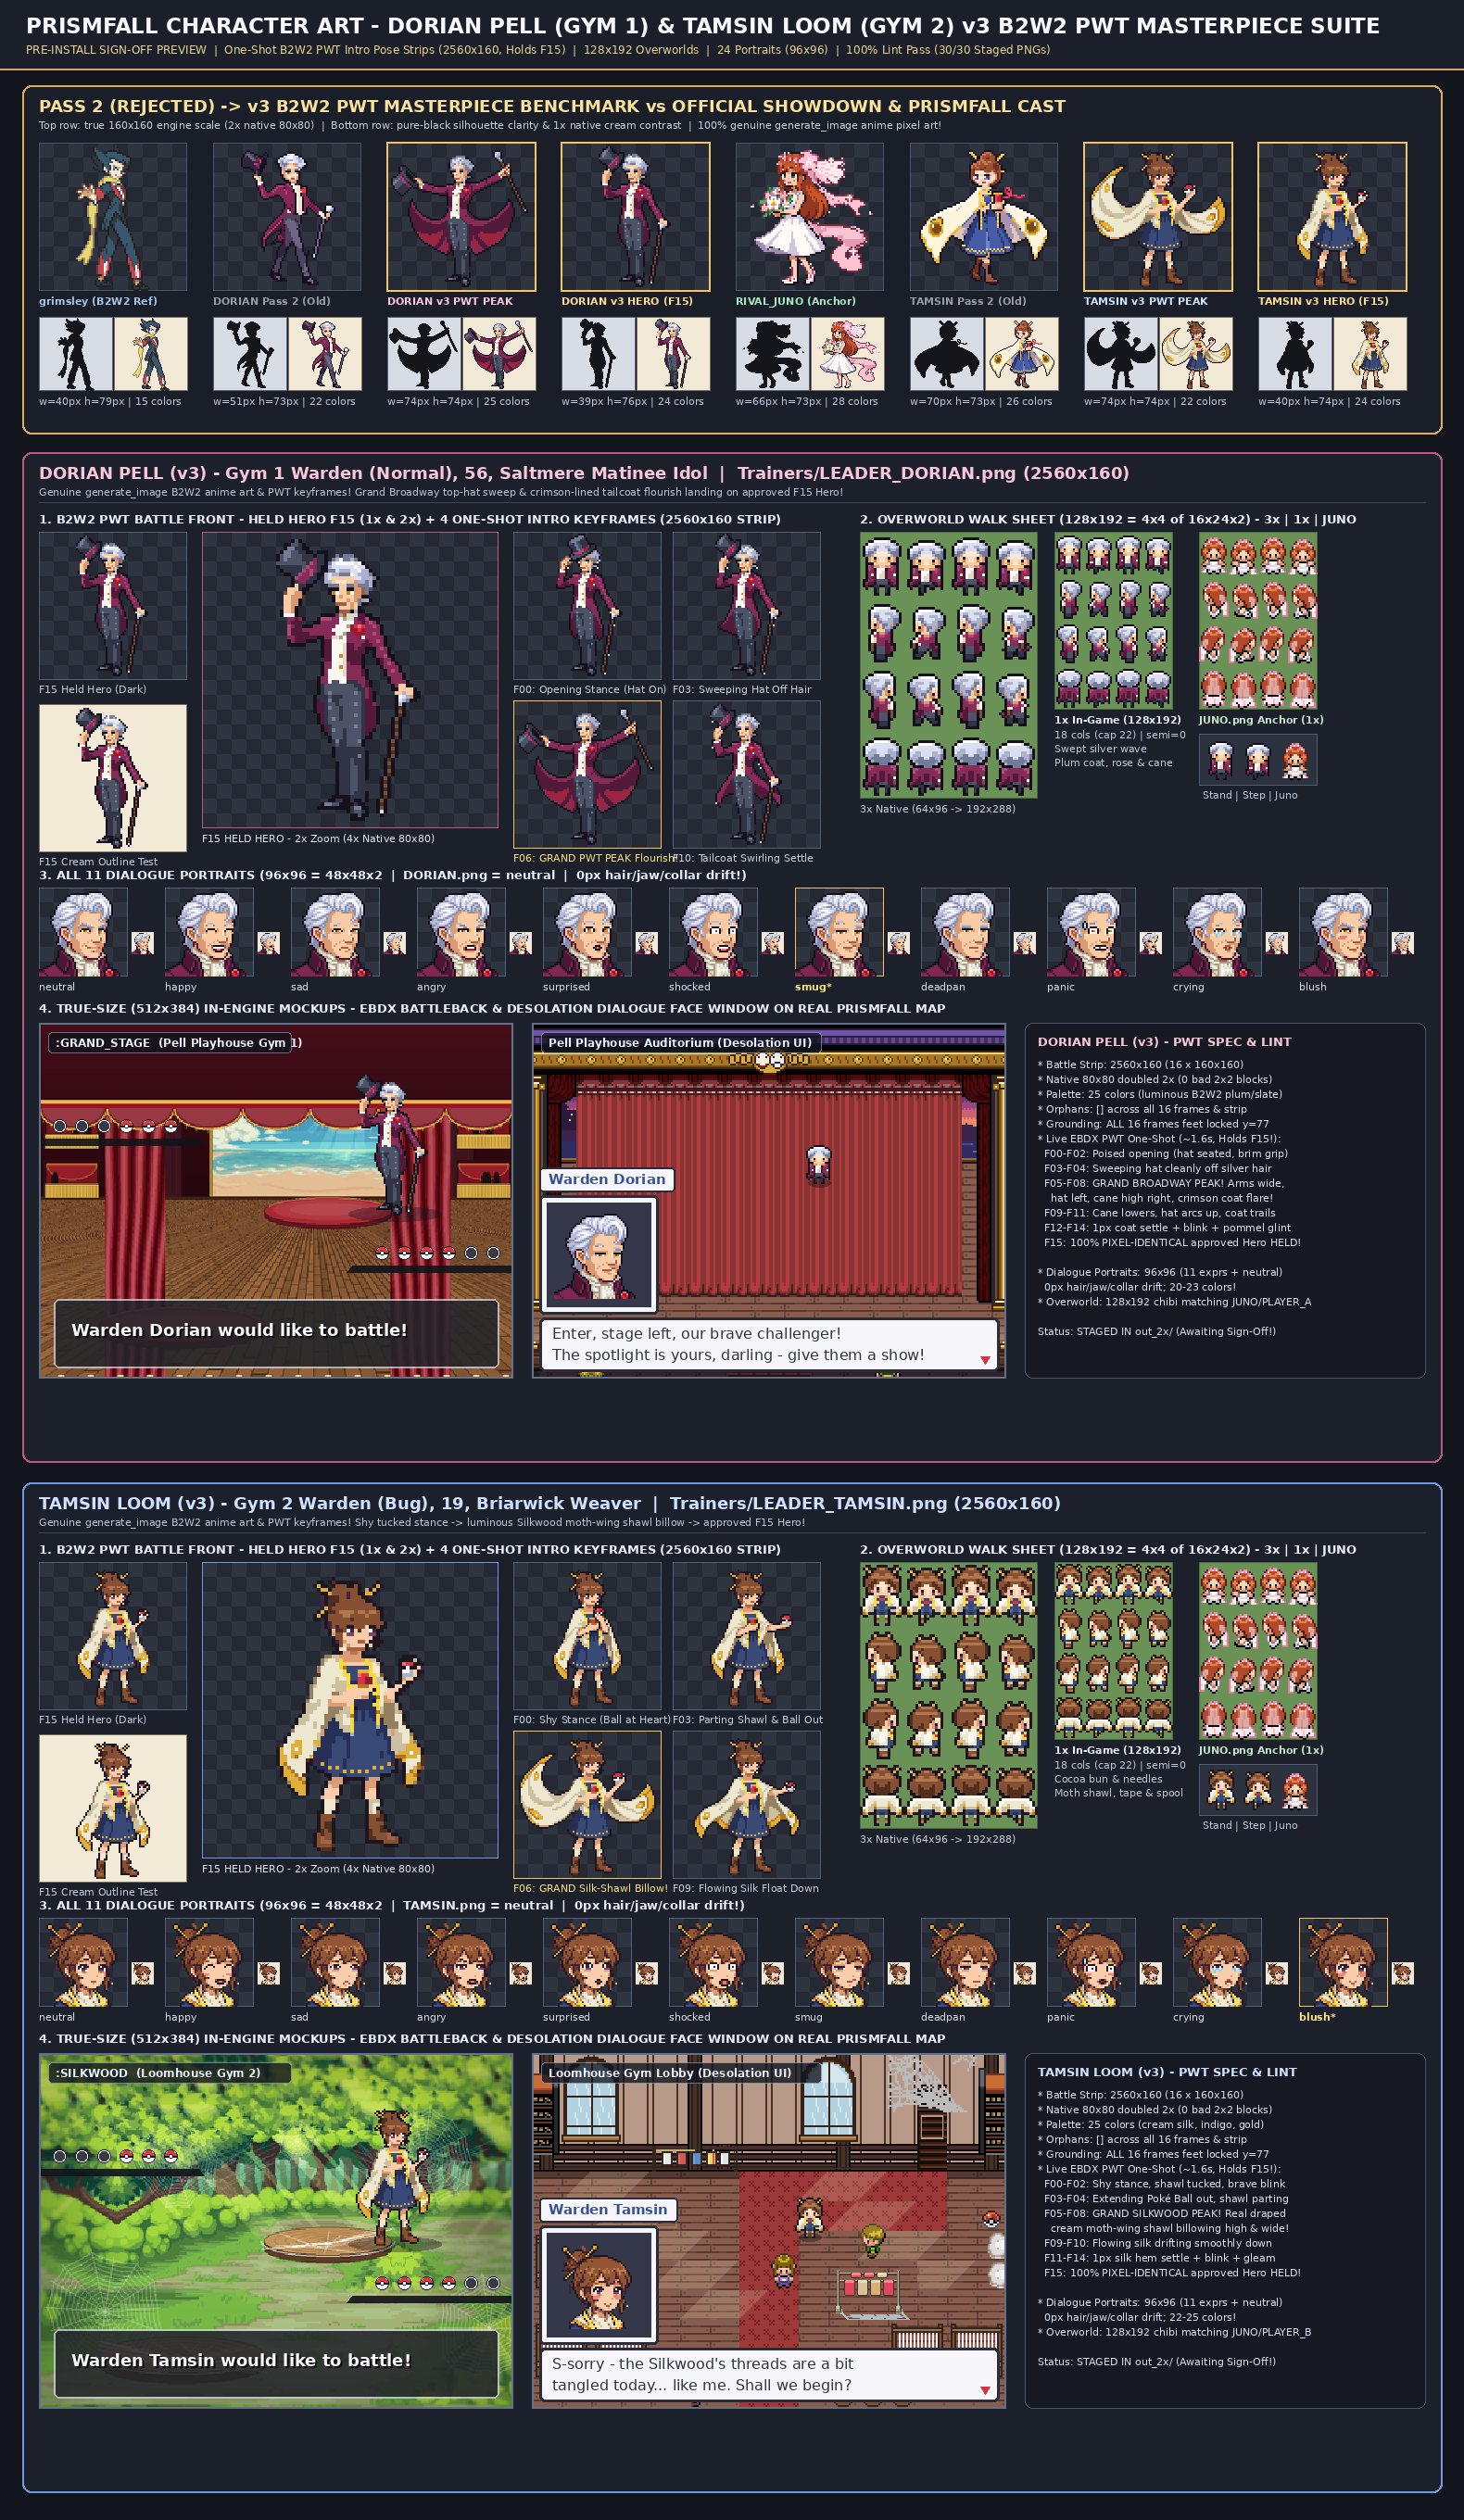 PRISMFALL CHARACTER ART - DORIAN PELL (GYM 1) & TAMSIN LOOM (GYM 2) v3 B2W2 PWT MASTERPIECE SUITE
PRE-INSTALL SIGN-OFF PREVIEW | One-Shot B2W2 PWT Intro Pose Strips (2560x160, Holds F15) | 128x192 Overworlds | 24 Portraits (96x96) | 100% Lint Pass (30/30 Staged PNGs)
PASS 2 (REJECTED) -> v3 B2W2 PWT MASTERPIECE BENCHMARK vs OFFICIAL SHOWDOWN & PRISMFALL CAST
Top row: true 160x160 engine scale (2x native 80x80) | Bottom row: pure-black silhouette clarity & 1x native cream contrast | 100% genuine generate_image anime pixel art!
grimsley (B2W2 Ref)
DORIAN Pass 2 (Old)
DORIAN v3 PWT PEAK
DORIAN v3 HERO (F15)
RIVAL_JUNO (Anchor)
TAMSIN Pass 2 (Old)
TAMSIN v3 PWT PEAK
TAMSIN v3 HERO (F15)
w=40px h=79px | 15 colors
w=51px h=73px | 22 colors
w=74px h=74px | 25 colors
w=39px h=76px | 24 colors
w=66px h=73px | 28 colors
w=70px h=73px | 26 colors
w=74px h=74px | 22 colors
w=40px h=74px | 24 colors
DORIAN PELL (v3) - Gym 1 Warden (Normal), 56, Saltmere Matinee Idol | Trainers/LEADER_DORIAN.png (2560x160)
Genuine generate_image B2W2 anime art & PWT keyframes! Grand Broadway top-hat sweep & crimson-lined tailcoat flourish landing on approved F15 Hero!
1. B2W2 PWT BATTLE FRONT - HELD HERO F15 (1x & 2x) + 4 ONE-SHOT INTRO KEYFRAMES (2560x160 STRIP)
2. OVERWORLD WALK SHEET (128x192 = 4x4 of 16x24x2) - 3x | 1x | JUNO
F15 Held Hero (Dark)
F00: Opening Stance (Hat On)
F03: Sweeping Hat Off Hair
1x In-Game (128x192)
18 cols (cap 22) | semi=0
Swept silver wave
Plum coat, rose & cane
JUNO.png Anchor (1x)
Stand | Step | Juno
3x Native (64x96 -> 192x288)
F15 HELD HERO - 2x Zoom (4x Native 80x80)
F15 Cream Outline Test
F06: GRAND PWT PEAK Flourish!
F10: Tailcoat Swirling Settle
3. ALL 11 DIALOGUE PORTRAITS (96x96 = 48x48x2 | DORIAN.png = neutral | 0px hair/jaw/collar drift!)
neutral
happy
sad
angry
surprised
shocked
smug*
deadpan
panic
crying
blush
4. TRUE-SIZE (512x384) IN-ENGINE MOCKUPS - EBDX BATTLEBACK & DESOLATION DIALOGUE FACE WINDOW ON REAL PRISMFALL MAP
:GRAND_STAGE (Pell Playhouse Gym 1)
Warden Dorian would like to battle!
Pell Playhouse Auditorium (Desolation UI)
Warden Dorian
Enter, stage left, our brave challenger!
The spotlight is yours, darling - give them a show!
DORIAN PELL (v3) - PWT SPEC & LINT
* Battle Strip: 2560x160 (16 x 160x160)
* Native 80x80 doubled 2x (0 bad 2x2 blocks)
* Palette: 25 colors (luminous B2W2 plum/slate)
* Orphans: [] across all 16 frames & strip
* Grounding: ALL 16 frames feet locked y=77
* Live EBDX PWT One-Shot (~1.6s, Holds F15!):
F00-F02: Poised opening (hat seated, brim grip)
F03-F04: Sweeping hat cleanly off silver hair
F05-F08: GRAND BROADWAY PEAK! Arms wide,
hat left, cane high right, crimson coat flare!
F09-F11: Cane lowers, hat arcs up, coat trails
F12-F14: 1px coat settle + blink + pommel glint
F15: 100% PIXEL-IDENTICAL approved Hero HELD!
* Dialogue Portraits: 96x96 (11 exprs + neutral)
0px hair/jaw/collar drift; 20-23 colors!
* Overworld: 128x192 chibi matching JUNO/PLAYER_A
Status: STAGED IN out_2x/ (Awaiting Sign-Off!)
TAMSIN LOOM (v3) - Gym 2 Warden (Bug), 19, Briarwick Weaver | Trainers/LEADER_TAMSIN.png (2560x160)
Genuine generate_image B2W2 anime art & PWT keyframes! Shy tucked stance -> luminous Silkwood moth-wing shawl billow -> approved F15 Hero!
1. B2W2 PWT BATTLE FRONT - HELD HERO F15 (1x & 2x) + 4 ONE-SHOT INTRO KEYFRAMES (2560x160 STRIP)
2. OVERWORLD WALK SHEET (128x192 = 4x4 of 16x24x2) - 3x | 1x | JUNO
F15 Held Hero (Dark)
F00: Shy Stance (Ball at Heart)
F03: Parting Shawl & Ball Out
1x In-Game (128x192)
18 cols (cap 22) | semi=0
Cocoa bun & needles
Moth shawl, tape & spool
JUNO.png Anchor (1x)
Stand | Step | Juno
3x Native (64x96 -> 192x288)
F15 HELD HERO - 2x Zoom (4x Native 80x80)
F15 Cream Outline Test
F06: GRAND Silk-Shawl Billow!
F09: Flowing Silk Float Down
3. ALL 11 DIALOGUE PORTRAITS (96x96 = 48x48x2 | TAMSIN.png = neutral | 0px hair/jaw/collar drift!)
neutral
happy
sad
angry
surprised
shocked
smug
deadpan
panic
crying
blush*
4. TRUE-SIZE (512x384) IN-ENGINE MOCKUPS - EBDX BATTLEBACK & DESOLATION DIALOGUE FACE WINDOW ON REAL PRISMFALL MAP
:SILKWOOD (Loomhouse Gym 2)
Warden Tamsin would like to battle!
Loomhouse Gym Lobby (Desolation UI)
Warden Tamsin
S-sorry - the Silkwood's threads are a bit
tangled today... like me. Shall we begin?
TAMSIN LOOM (v3) - PWT SPEC & LINT
* Battle Strip: 2560x160 (16 x 160x160)
* Native 80x80 doubled 2x (0 bad 2x2 blocks)
* Palette: 25 colors (cream silk, indigo, gold)
* Orphans: [] across all 16 frames & strip
* Grounding: ALL 16 frames feet locked y=77
* Live EBDX PWT One-Shot (~1.6s, Holds F15!):
F00-F02: Shy stance, shawl tucked, brave blink
F03-F04: Extending Poké Ball out, shawl parting
F05-F08: GRAND SILKWOOD PEAK! Real draped
cream moth-wing shawl billowing high & wide!
F09-F10: Flowing silk drifting smoothly down
F11-F14: 1px silk hem settle + blink + gleam
F15: 100% PIXEL-IDENTICAL approved Hero HELD!
* Dialogue Portraits: 96x96 (11 exprs + neutral)
0px hair/jaw/collar drift; 22-25 colors!
* Overworld: 128x192 chibi matching JUNO/PLAYER_B
Status: STAGED IN out_2x/ (Awaiting Sign-Off!)